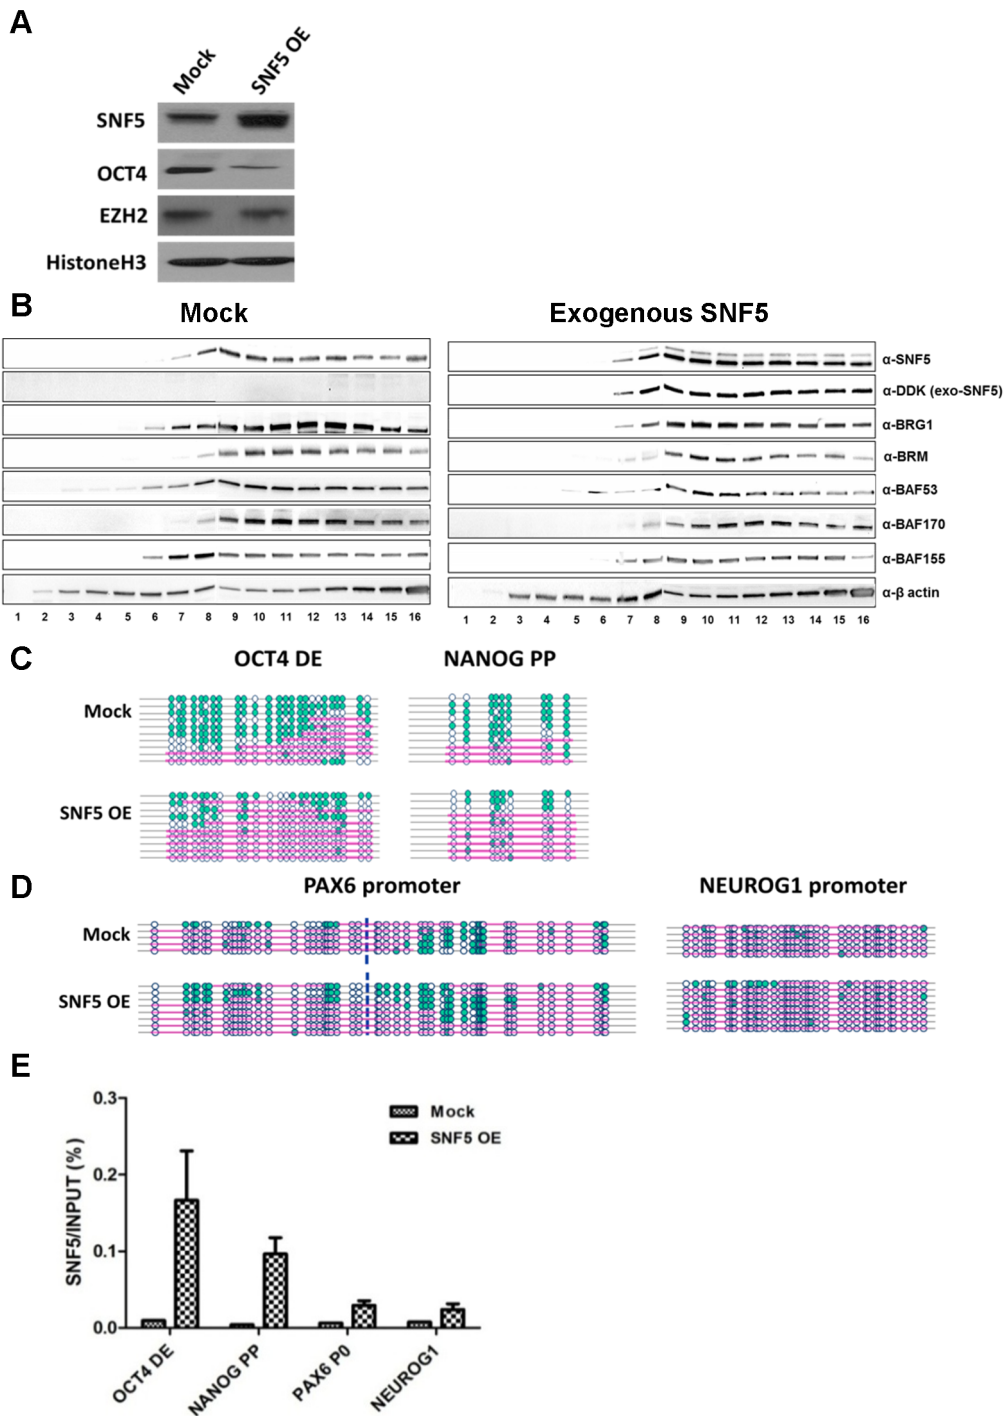 A
Mock SNF5 OE
SNF5
OCT4
EZH2
HistoneH3
B
Mock Exogenous SNF5
α-SNF5
α-DDK (exo-SNF5)
α-BRG1
α-BRM
α-BAF53
α-BAF170
α-BAF155
α-β actin
1 2 3 4 5 6 7 8 9 10 11 12 13 14 15 16 1 2 3 4 5 6 7 8 9 10 11 12 13 14 15 16
C
OCT4 DE NANOG PP
Mock
SNF5 OE
D
PAX6 promoter NEUROG1 promoter
Mock
SNF5 OE
E
SNF5/INPUT (%)
0.3
0.2
0.1
0.0
Mock
SNF5 OE
OCT4 DE NANOG PP PAX6 P0 NEUROG1